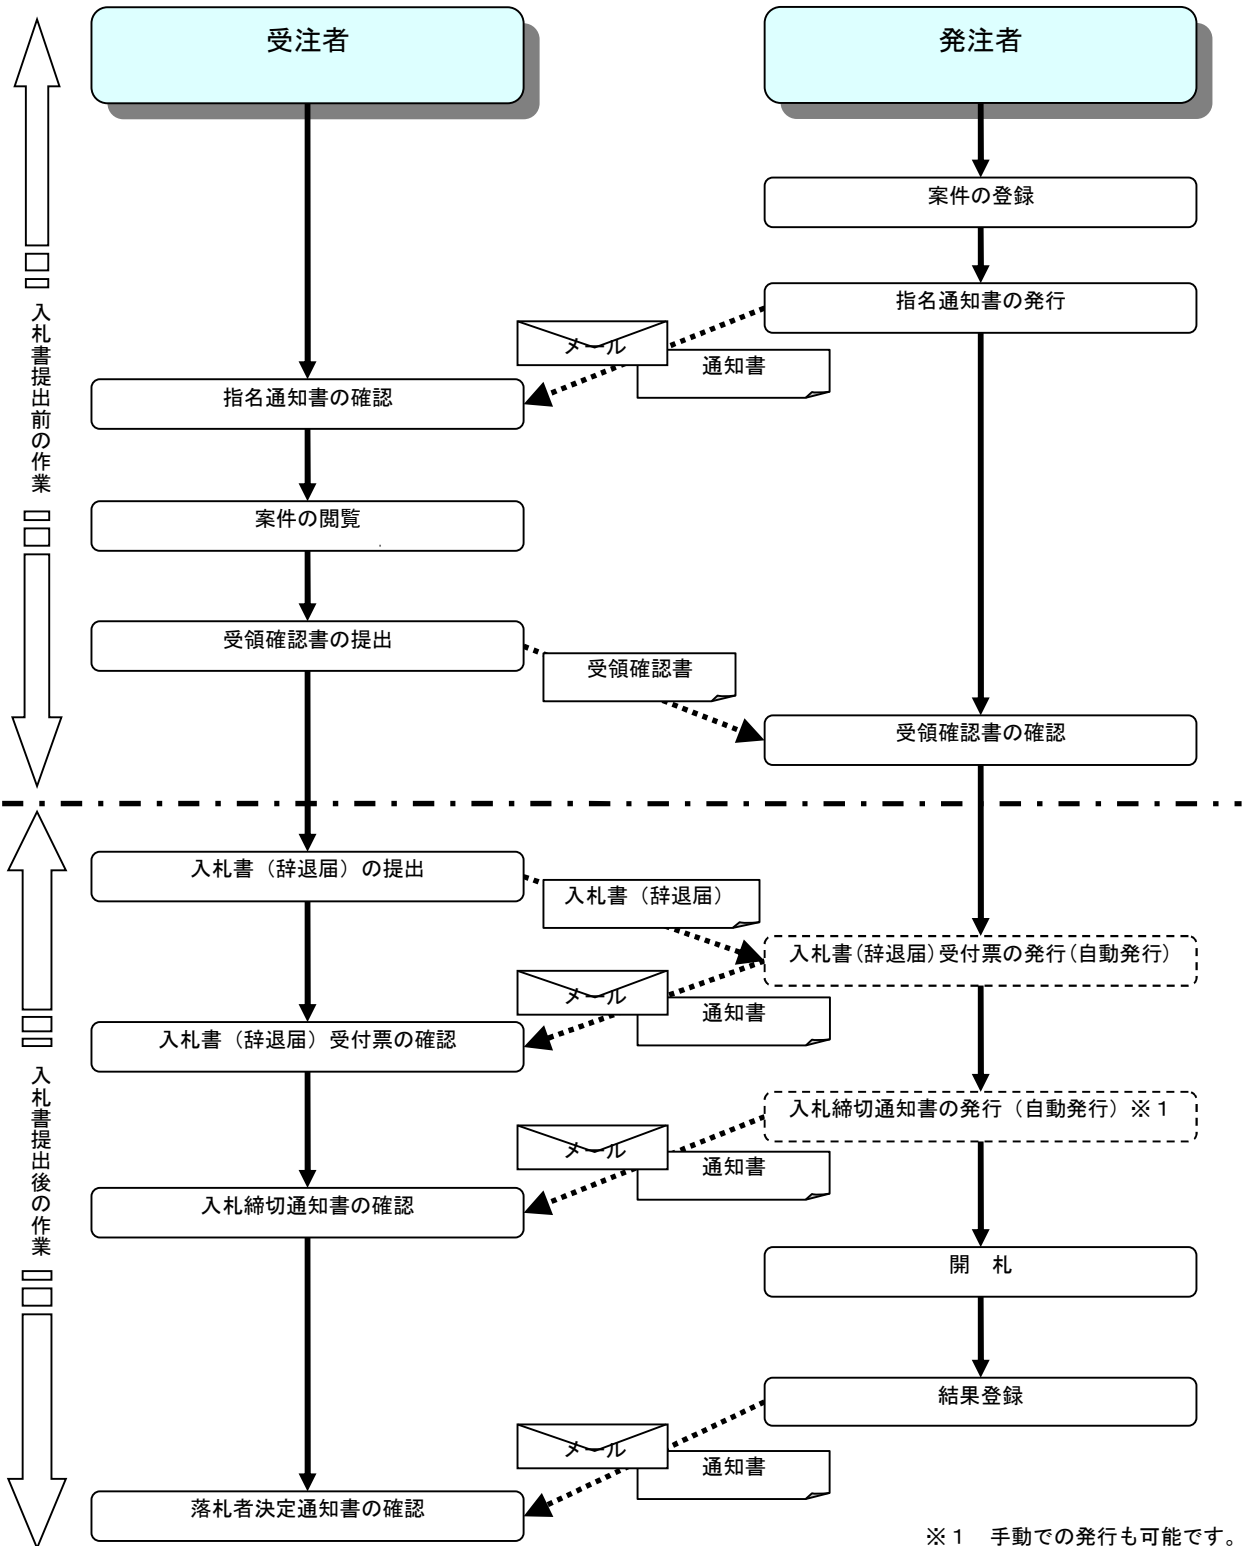 受注者
発注者
案件の登録
指名通知書の発行
メール
通知書
指名通知書の確認
入札書提出前の作業
案件の閲覧
受領確認書の提出
受領確認書
受領確認書の確認
入札書（辞退届）の提出
入札書（辞退届）
入札書(辞退届)受付票の発行(自動発行)
メール
通知書
入札書（辞退届）受付票の確認
入札書提出後の作業
入札締切通知書の発行（自動発行）※１
メール
通知書
入札締切通知書の確認
開　札
結果登録
メール
通知書
落札者決定通知書の確認
※１　手動での発行も可能です。